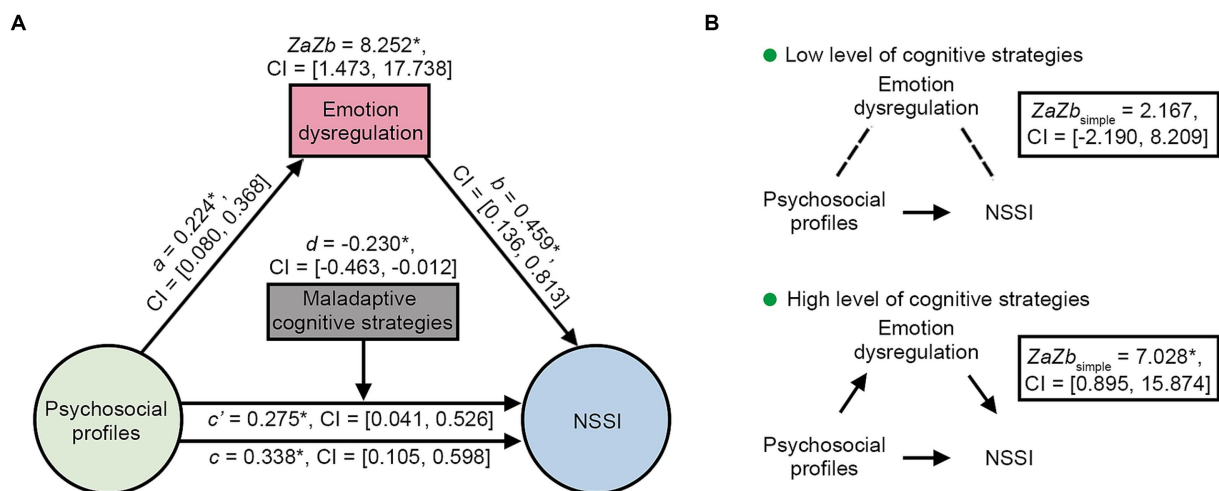 A
ZaZb = 8.252*,
CI = [1.473, 17.738]
Emotion
dysregulation
a = 0.224*,
CI = [0.080, 0.368]
b = 0.459*,
CI = [0.136, 0.813]
d = -0.230*,
CI = [-0.463, -0.012]
Maladaptive
cognitive strategies
Psychosocial
profiles
c' = 0.275*, CI = [0.041, 0.526]
c = 0.338*, CI = [0.105, 0.598]
NSSI
B
Low level of cognitive strategies
Emotion
dysregulation
ZaZbsimple = 2.167,
CI = [-2.190, 8.209]
Psychosocial
profiles
NSSI
High level of cognitive strategies
Emotion
dysregulation
ZaZbsimple = 7.028*,
CI = [0.895, 15.874]
Psychosocial
profiles
NSSI